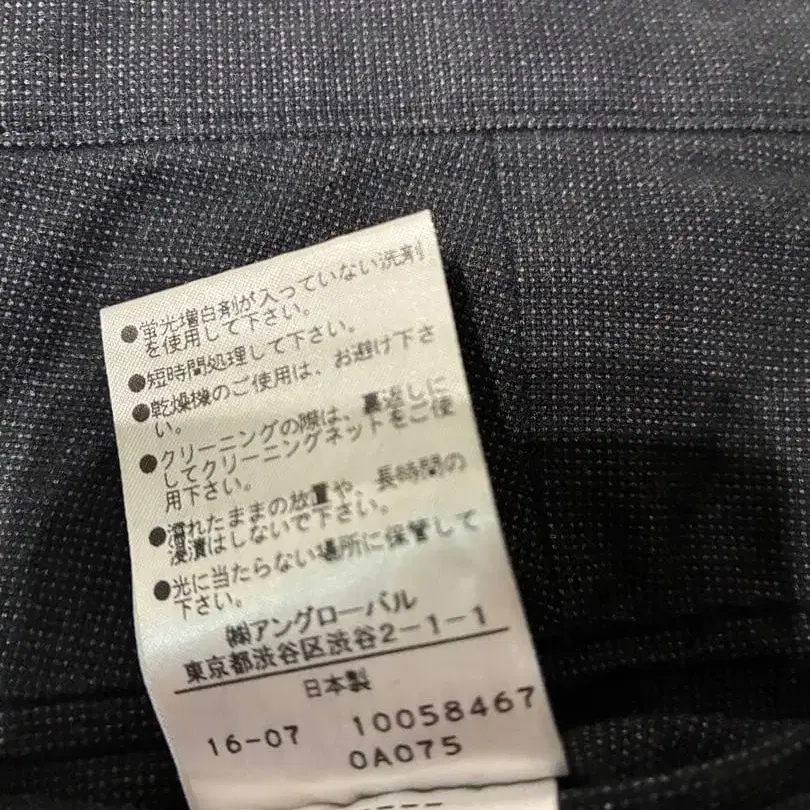 ●蛍光増白剤が入っていない洗剤
を使用して下さい。
●短時間処理して下さい。
●乾燥機のご使用は、お避け下さ
い。
●クリーニングの際は、裏返しに
してクリーニングネットをご使
用下さい。
●濡れたままの放置や、長時間の
浸漬はしないで下さい。
●光に当たらない場所に保管して
下さい。
㈱アングローバル
東京都渋谷区渋谷2-1-1
日本製
16-07 10058467
0A075